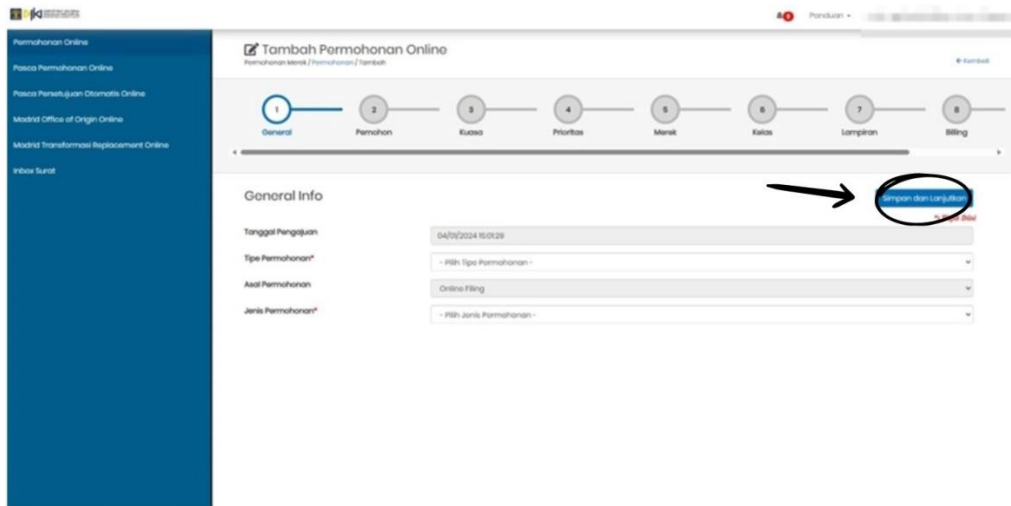 Panduan
Permohonan Online
Pasca Permohonan Online
Pasca Persetujuan Otomatis Online
Madrid Office of Origin Online
Madrid Transformasi Replacement Online
Inbox Surat
Tambah Permohonan Online
Permohonan Merek / Permohonan / Tambah
Kembali
1 2 3 4 5 6 7 8
General Pemohon Kuasa Prioritas Merek Kelas Lampiran Billing
General Info
Simpan dan Lanjutkan
*) Wajib Diisi
Tanggal Pengajuan 04/01/2024 15:01:29
Tipe Permohonan* - Pilih Tipe Permohonan -
Asal Permohonan Online Filing
Jenis Permohonan* - Pilih Jenis Permohonan -